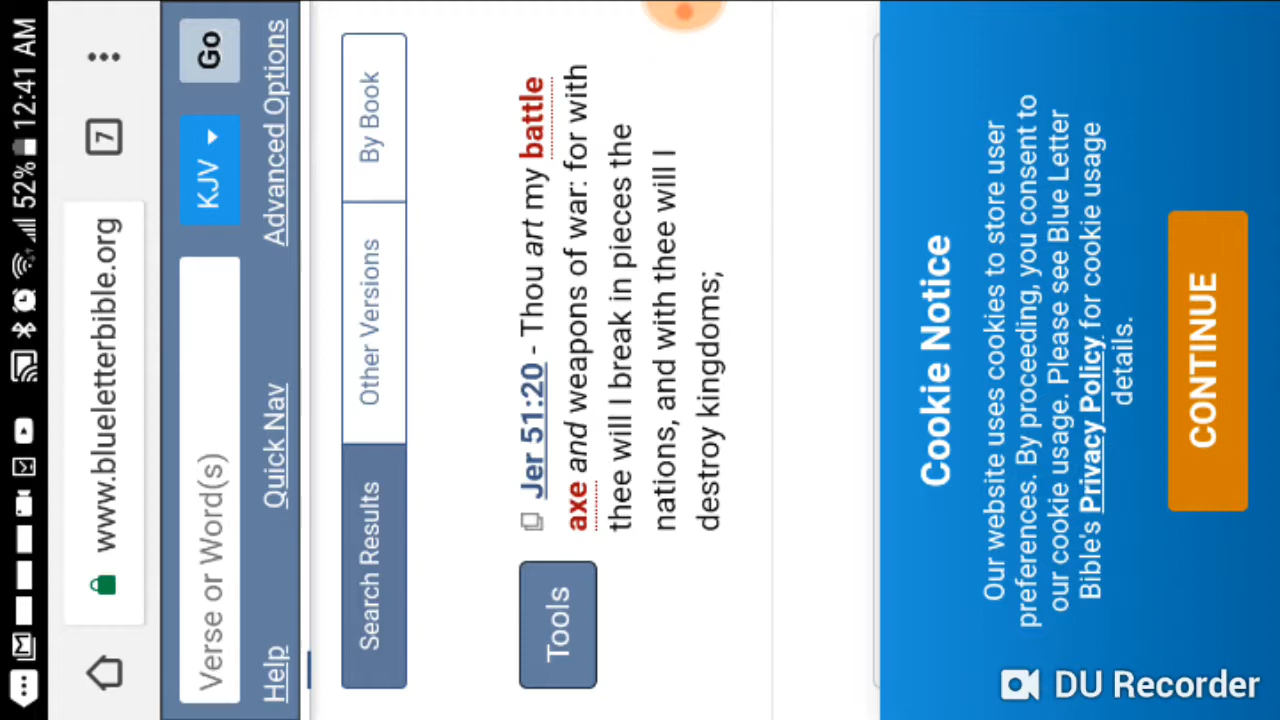 52% 12:41 AM
www.blueletterbible.org
7
Verse or Word(s)
KJV
Go
Help
Quick Nav
Advanced Options
Search Results
Other Versions
By Book
Tools
Jer 51:20 - Thou art my battle
axe and weapons of war: for with
thee will I break in pieces the
nations, and with thee will I
destroy kingdoms;
Cookie Notice
Our website uses cookies to store user
preferences. By proceeding, you consent to
our cookie usage. Please see Blue Letter
Bible's Privacy Policy for cookie usage
details.
CONTINUE
DU Recorder